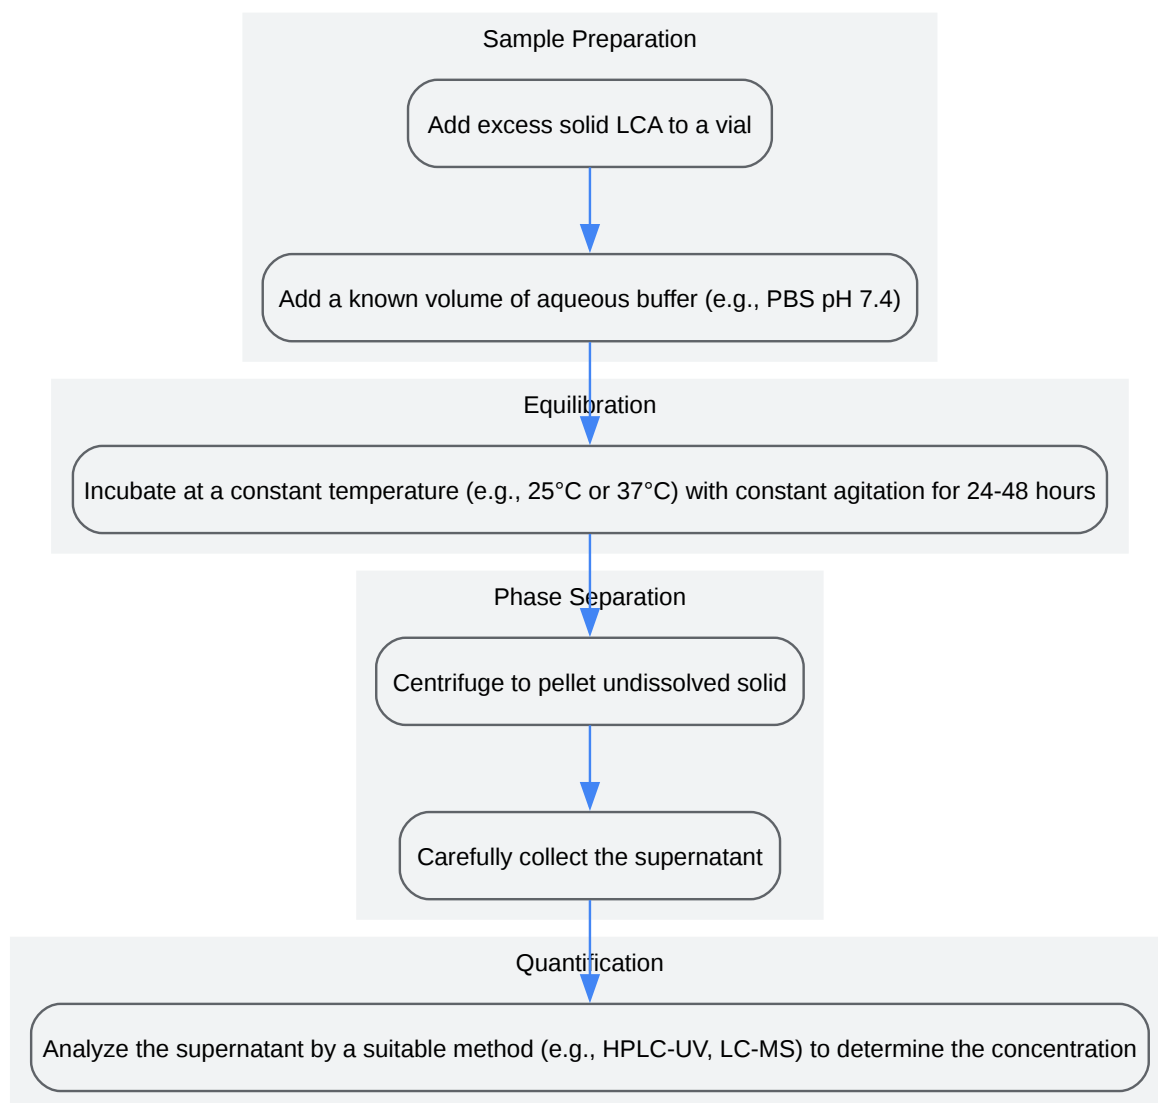 Sample Preparation
Add excess solid LCA to a vial
Add a known volume of aqueous buffer (e.g., PBS pH 7.4)
Equilibration
Incubate at a constant temperature (e.g., 25°C or 37°C) with constant agitation for 24-48 hours
Phase Separation
Centrifuge to pellet undissolved solid
Carefully collect the supernatant
Quantification
Analyze the supernatant by a suitable method (e.g., HPLC-UV, LC-MS) to determine the concentration